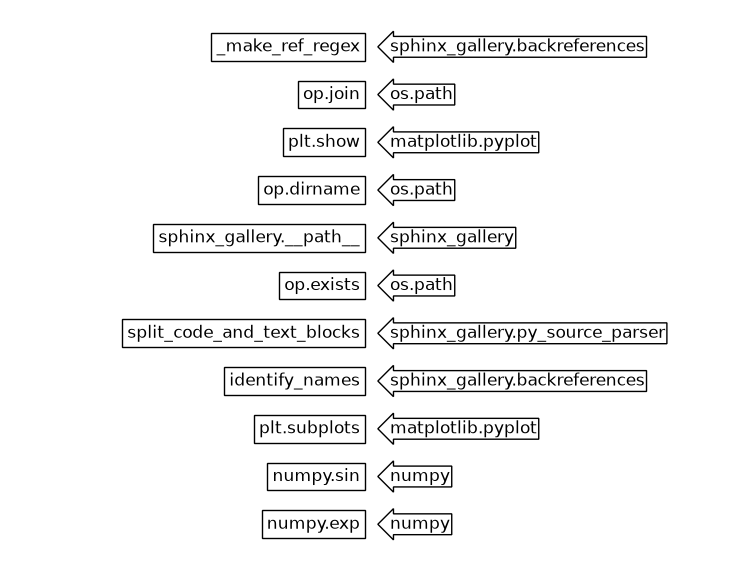 _make_ref_regex sphinx_gallery.backreferences
op.join os.path
plt.show matplotlib.pyplot
op.dirname os.path
sphinx_gallery.__path__ sphinx_gallery
op.exists os.path
split_code_and_text_blocks sphinx_gallery.py_source_parser
identify_names sphinx_gallery.backreferences
plt.subplots matplotlib.pyplot
numpy.sin numpy
numpy.exp numpy